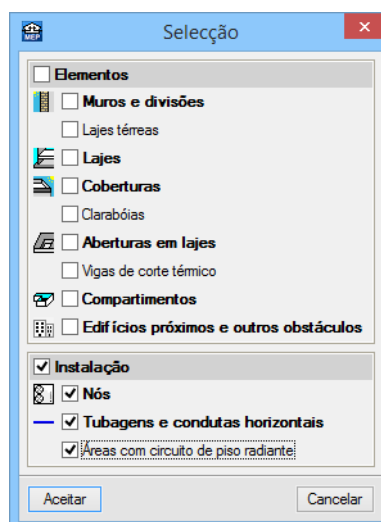 MEP
Selecção
Elementos
Muros e divisões
Lajes térreas
Lajes
Coberturas
Clarabóias
Aberturas em lajes
Vigas de corte térmico
Compartimentos
Edifícios próximos e outros obstáculos
Instalação
Nós
Tubagens e condutas horizontais
Áreas com circuito de piso radiante
Aceitar
Cancelar